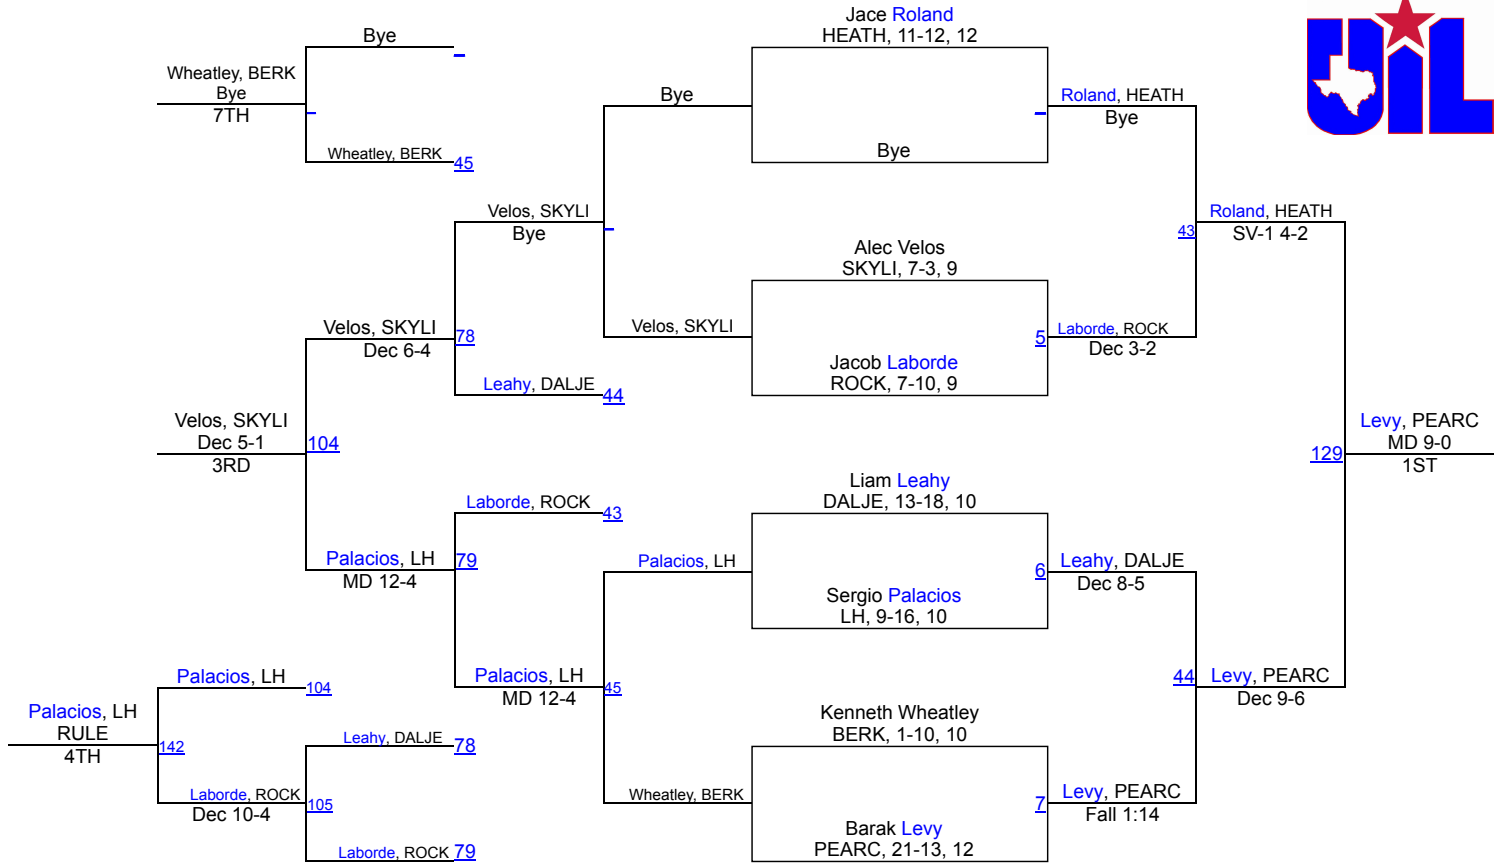 Jace Roland
HEATH, 11-12, 12
UIL
Bye
Wheatley, BERK
Bye
7TH
Wheatley, BERK 45
Bye
Roland, HEATH
Bye
Bye
Velos, SKYLI
Bye
Roland, HEATH
43 SV-1 4-2
Alec Velos
SKYLI, 7-3, 9
Velos, SKYLI 78
Dec 6-4
Velos, SKYLI
5 Laborde, ROCK
Dec 3-2
Jacob Laborde
ROCK, 7-10, 9
Leahy, DALJE 44
Velos, SKYLI
Dec 5-1 104
3RD
Levy, PEARC
129 MD 9-0
1ST
Liam Leahy
DALJE, 13-18, 10
Laborde, ROCK 43
Palacios, LH 79
MD 12-4
Palacios, LH
6 Leahy, DALJE
Dec 8-5
Sergio Palacios
LH, 9-16, 10
Palacios, LH 104
Palacios, LH 45
MD 12-4
44 Levy, PEARC
Dec 9-6
Palacios, LH
RULE
4TH 142
Leahy, DALJE 78
Kenneth Wheatley
BERK, 1-10, 10
Laborde, ROCK 105
Dec 10-4
Wheatley, BERK
7 Levy, PEARC
Fall 1:14
Barak Levy
PEARC, 21-13, 12
Laborde, ROCK 79